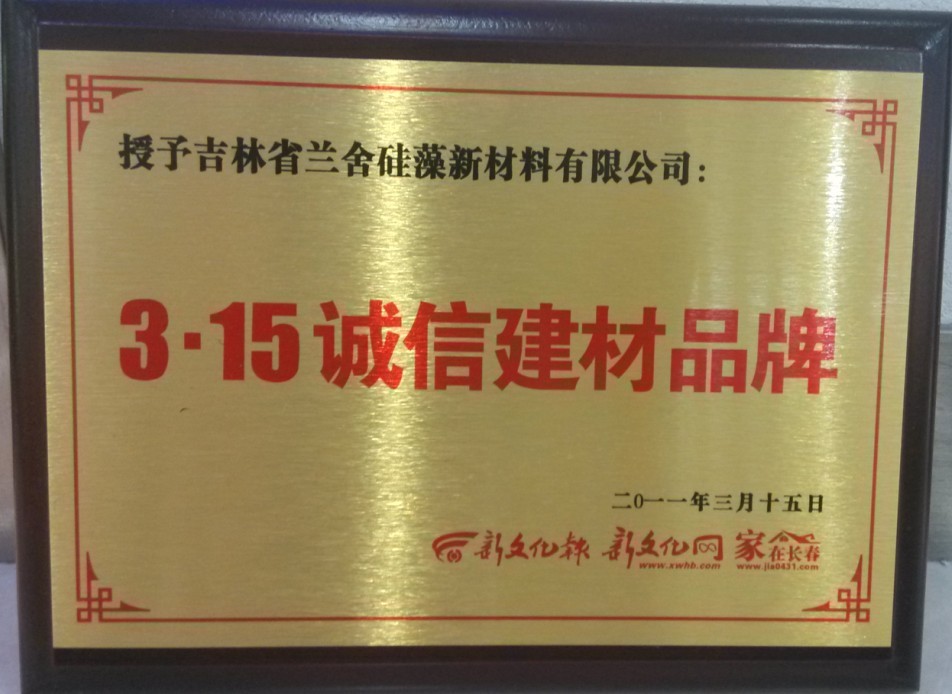 授予吉林省兰舍硅藻新材料有限公司：
3·15诚信建材品牌
二0一一年三月十五日
新文化报 新文化网 家在长春
www.xwhb.com www.jia0431.com